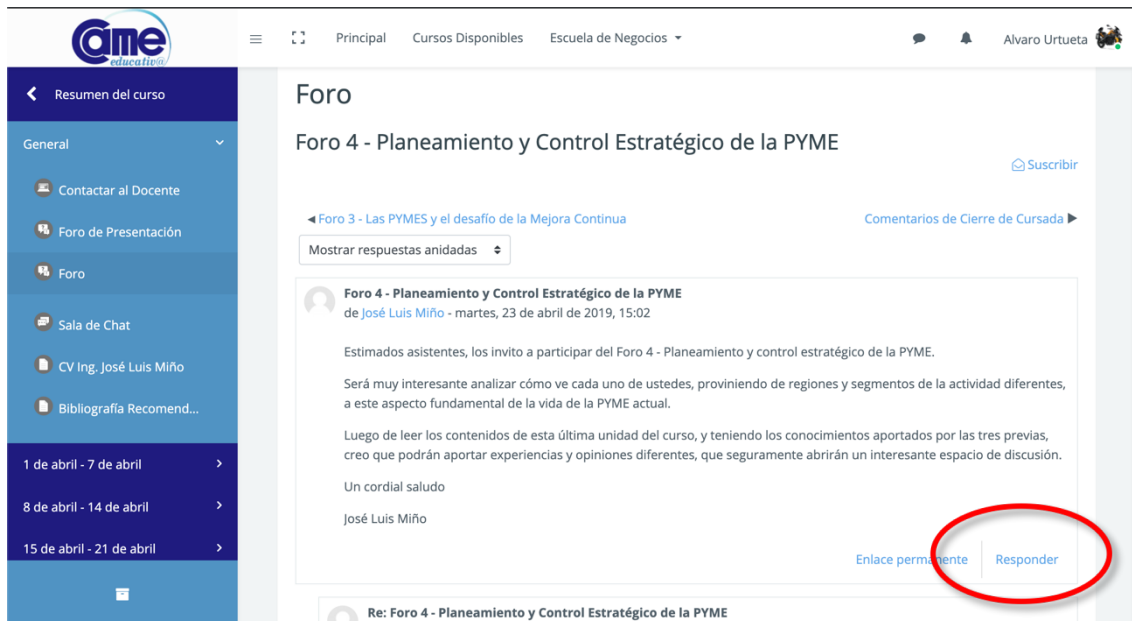 Came
educativ@
Principal
Cursos Disponibles
Escuela de Negocios
Alvaro Urtueta
Resumen del curso
General
Contactar al Docente
Foro de Presentación
Foro
Sala de Chat
CV Ing. José Luis Miño
Bibliografía Recomend...
1 de abril - 7 de abril
8 de abril - 14 de abril
15 de abril - 21 de abril
Foro
Foro 4 - Planeamiento y Control Estratégico de la PYME
Suscribir
◄ Foro 3 - Las PYMES y el desafío de la Mejora Continua
Comentarios de Cierre de Cursada ►
Mostrar respuestas anidadas
Foro 4 - Planeamiento y Control Estratégico de la PYME
de José Luis Miño - martes, 23 de abril de 2019, 15:02
Estimados asistentes, los invito a participar del Foro 4 - Planeamiento y control estratégico de la PYME.
Será muy interesante analizar cómo ve cada uno de ustedes, proviniendo de regiones y segmentos de la actividad diferentes,
a este aspecto fundamental de la vida de la PYME actual.
Luego de leer los contenidos de esta última unidad del curso, y teniendo los conocimientos aportados por las tres previas,
creo que podrán aportar experiencias y opiniones diferentes, que seguramente abrirán un interesante espacio de discusión.
Un cordial saludo
José Luis Miño
Enlace permanente
Responder
Re: Foro 4 - Planeamiento y Control Estratégico de la PYME